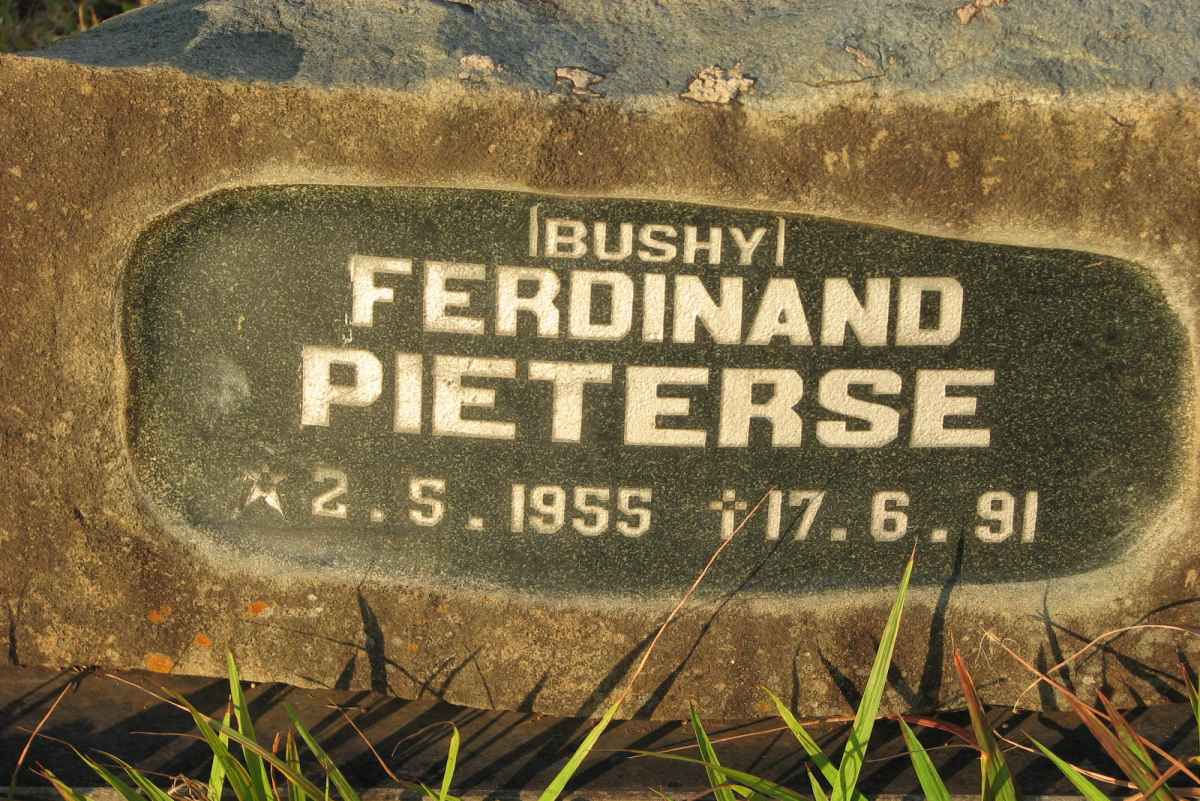 (BUSHY)
FERDINAND
PIETERSE
★ 2.5.1955 ✝ 17.6.91